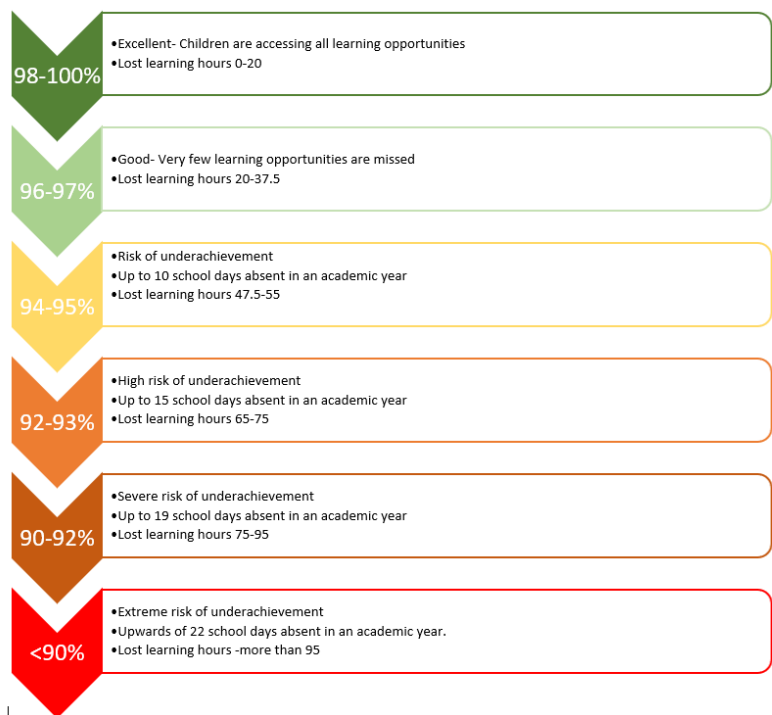 98-100%
•Excellent- Children are accessing all learning opportunities
•Lost learning hours 0-20
96-97%
•Good- Very few learning opportunities are missed
•Lost learning hours 20-37.5
94-95%
•Risk of underachievement
•Up to 10 school days absent in an academic year
•Lost learning hours 47.5-55
92-93%
•High risk of underachievement
•Up to 15 school days absent in an academic year
•Lost learning hours 65-75
90-92%
•Severe risk of underachievement
•Up to 19 school days absent in an academic year
•Lost learning hours 75-95
<90%
•Extreme risk of underachievement
•Upwards of 22 school days absent in an academic year.
•Lost learning hours -more than 95